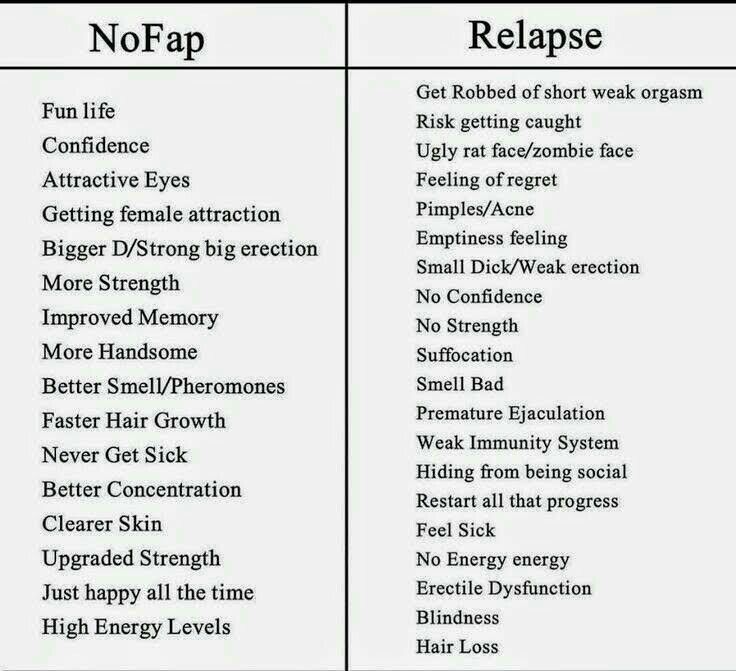 NoFap
Fun life
Confidence
Attractive Eyes
Getting female attraction
Bigger D/Strong big erection
More Strength
Improved Memory
More Handsome
Better Smell/Pheromones
Faster Hair Growth
Never Get Sick
Better Concentration
Clearer Skin
Upgraded Strength
Just happy all the time
High Energy Levels
Relapse
Get Robbed of short weak orgasm
Risk getting caught
Ugly rat face/zombie face
Feeling of regret
Pimples/Acne
Emptiness feeling
Small Dick/Weak erection
No Confidence
No Strength
Suffocation
Smell Bad
Premature Ejaculation
Weak Immunity System
Hiding from being social
Restart all that progress
Feel Sick
No Energy energy
Erectile Dysfunction
Blindness
Hair Loss